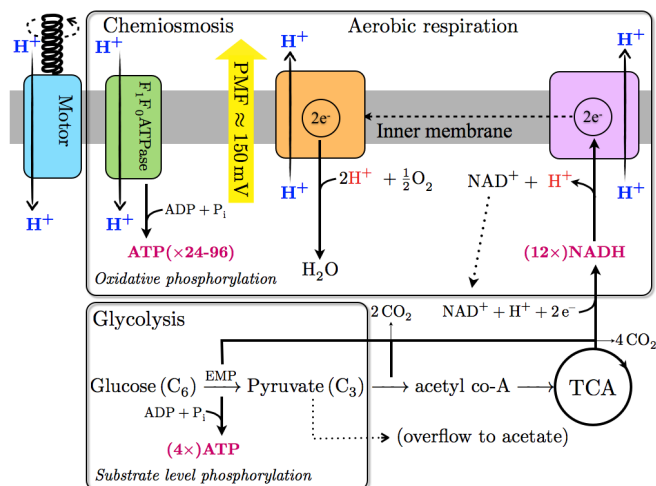 Chemiosmosis
Aerobic respiration
H+
H+
H+
H+
Motor
F1F0ATPase
PMF ≈ 150 mV
2e-
2e-
Inner membrane
H+
H+
H+
H+
ADP + Pi
2H+ + ½O2
NAD+ + H+
ATP(×24-96)
H2O
(12×)NADH
Oxidative phosphorylation
Glycolysis
2 CO2
NAD+ + H+ + 2e−
4 CO2
Glucose (C6)
EMP
Pyruvate (C3)
acetyl co-A
TCA
ADP + Pi
(4×)ATP
(overflow to acetate)
Substrate level phosphorylation